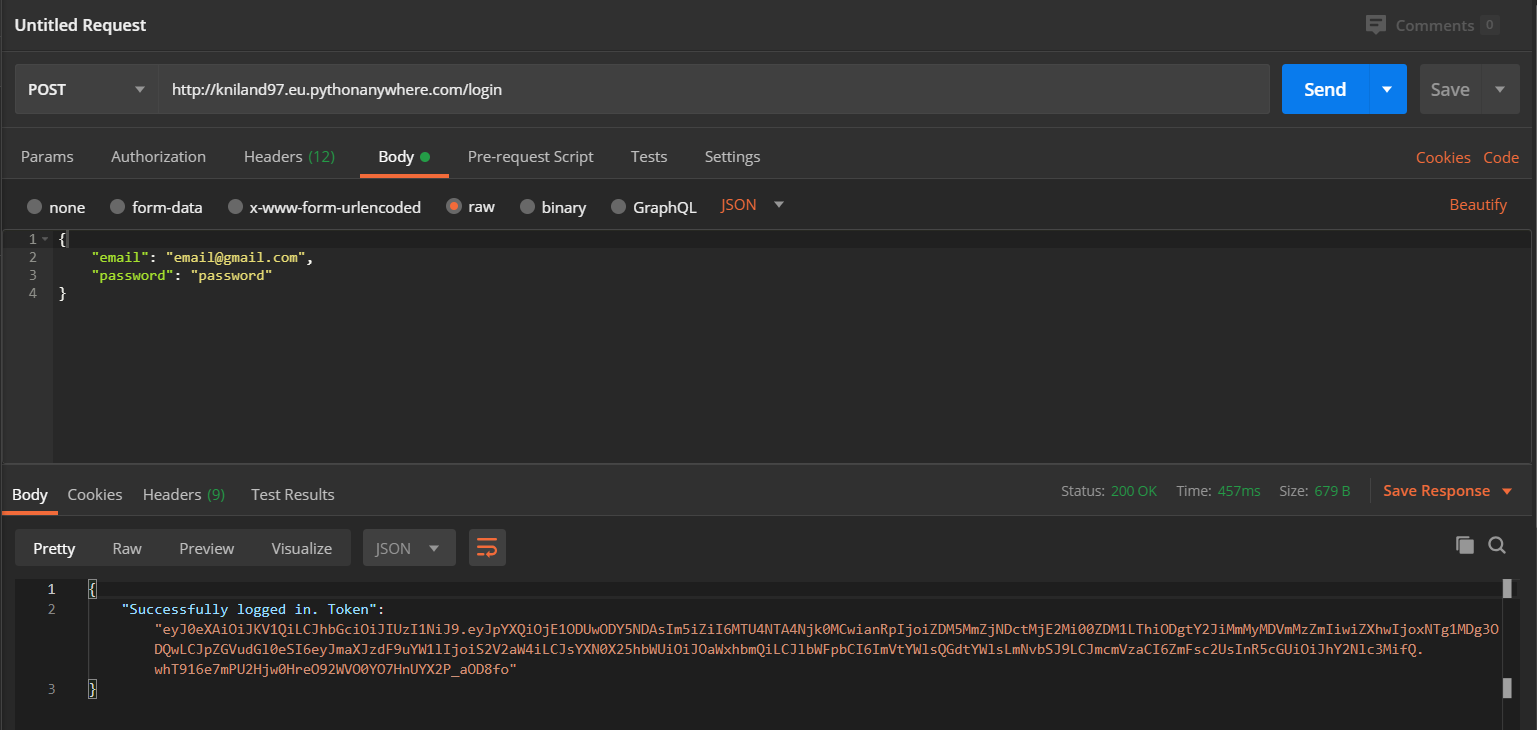 Untitled Request
Comments 0
POST http://kniland97.eu.pythonanywhere.com/login Send Save
Params Authorization Headers (12) Body Pre-request Script Tests Settings Cookies Code
none form-data x-www-form-urlencoded raw binary GraphQL JSON Beautify
1 {
2 "email": "email@gmail.com",
3 "password": "password"
4 }
Body Cookies Headers (9) Test Results Status: 200 OK Time: 457ms Size: 679 B Save Response
Pretty Raw Preview Visualize JSON
1 {
2 "Successfully logged in. Token":
"eyJ0eXAiOiJKV1QiLCJhbGciOiJIUzI1NiJ9.eyJpYXQiOjE1ODUwODY5NDAsIm5iZiI6MTU4NTA4Njk0MCwianRpIjoiZDM5MmZjNDctMjE2Mi00ZDM1LThiODgtY2JiMmMyMDVmMzZmIiwiZXhwIjoxNTg1MDg3O
DQwLCJpZGVudGl0eSI6eyJmaXJzdF9uYW1lIjoiS2V2aW4iLCJsYXN0X25hbWUiOiJOaWxhbmQiLCJlbWFpbCI6ImVtYWlsQGdtYWlsLmNvbSJ9LCJmcmVzaCI6ZmFsc2UsInR5cGUiOiJhY2Nlc3MifQ.
whT916e7mPU2Hjw0HreO92WVO0YO7HnUYX2P_aOD8fo"
3 }